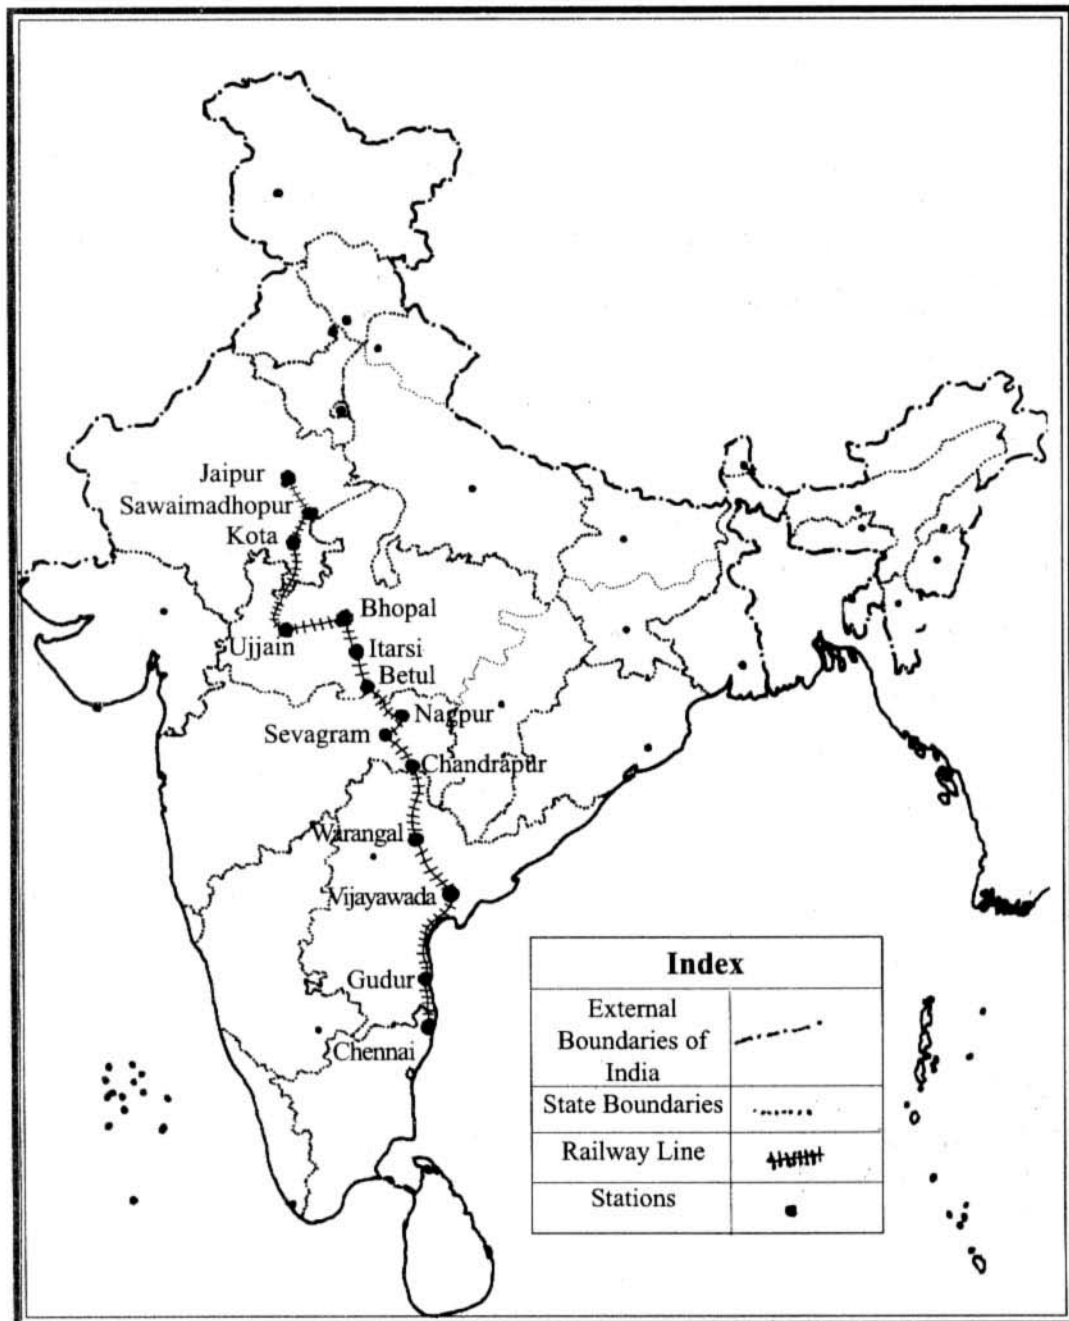 Jaipur
Sawaimadhopur
Kota
Bhopal
Ujjain
Itarsi
Betul
Nagpur
Sevagram
Chandrapur
Warangal
Vijayawada
Gudur
Chennai
Index
External
Boundaries of
India
State Boundaries
Railway Line
Stations